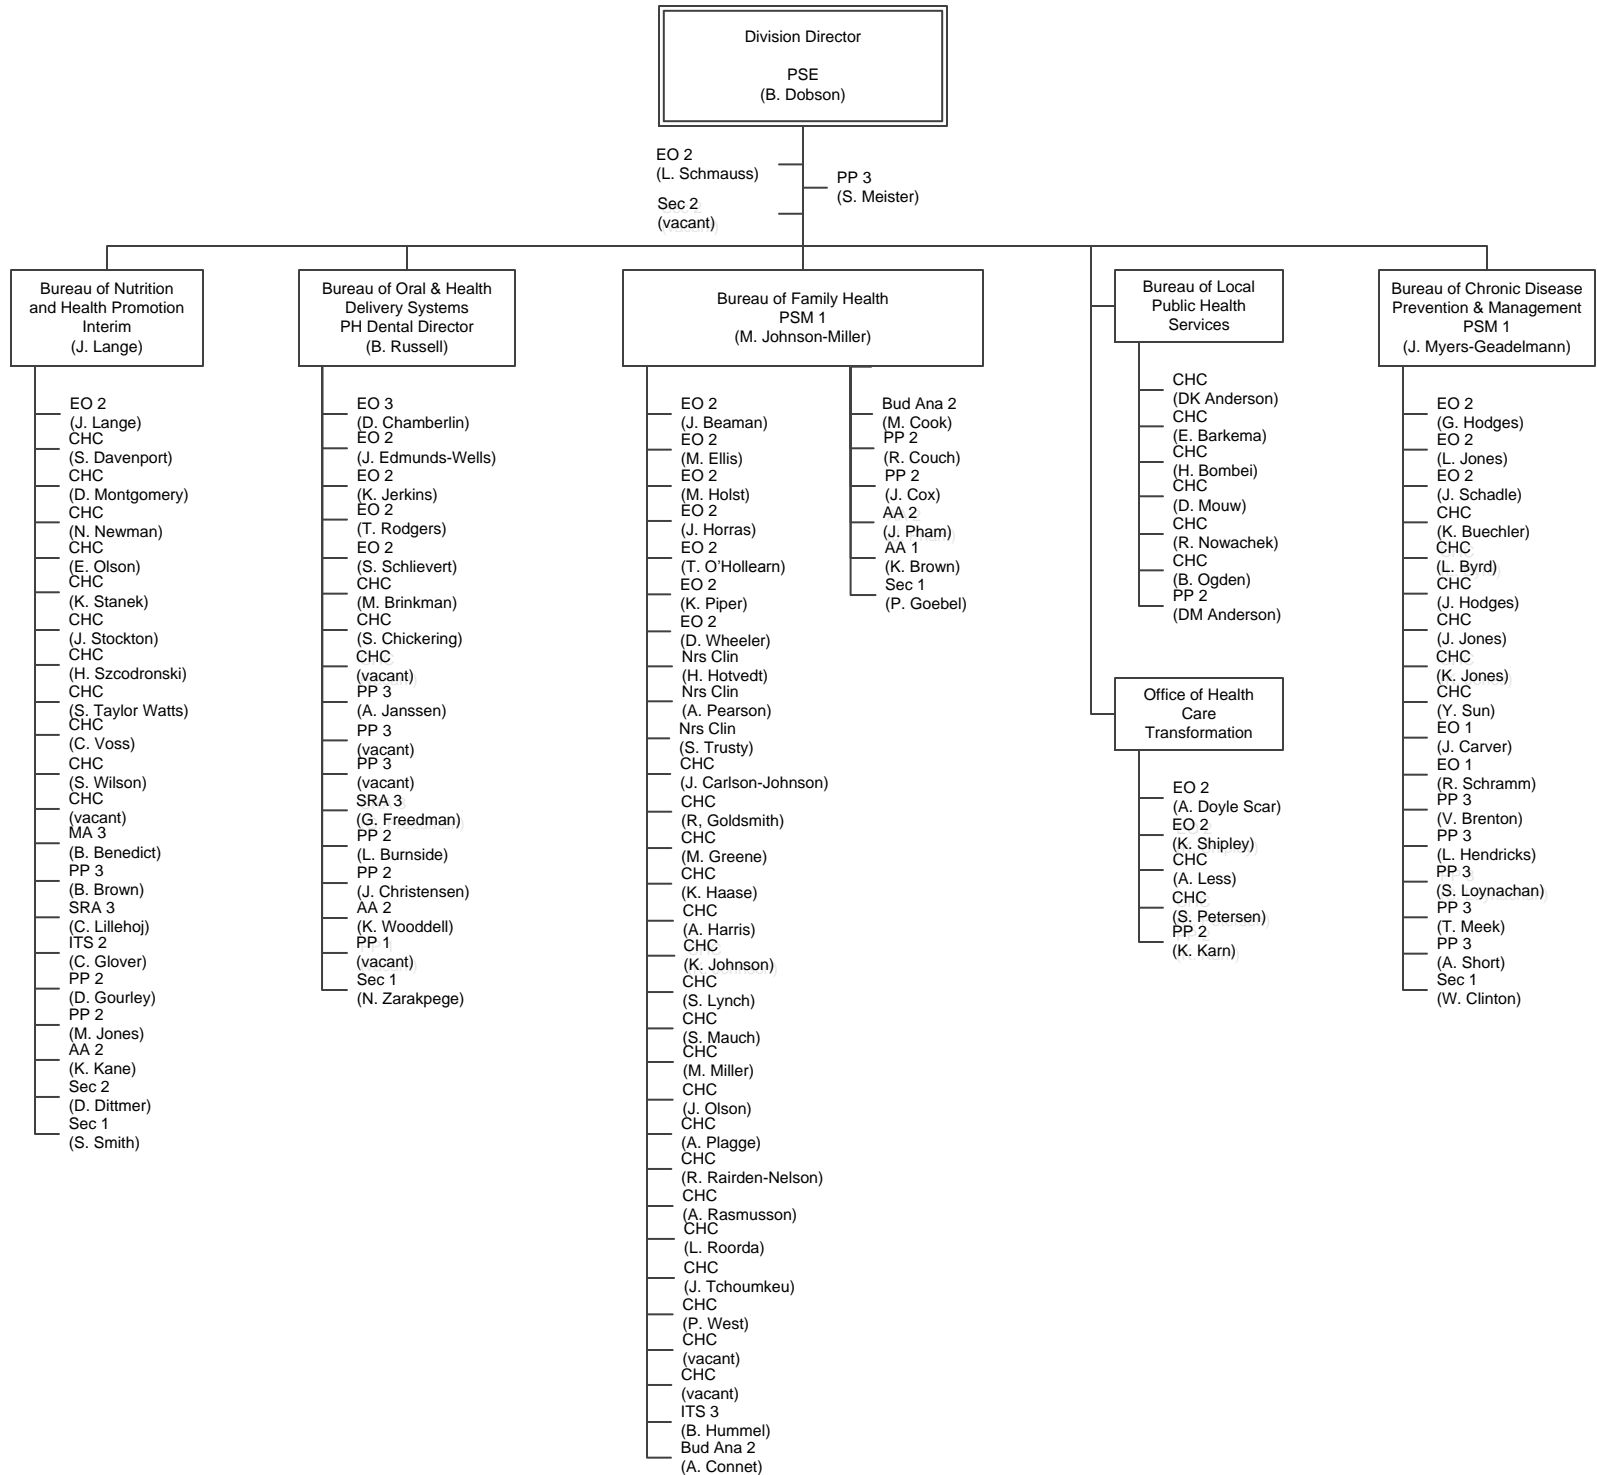 Division Director
PSE
(B. Dobson)
EO 2
(L. Schmauss)
PP 3
(S. Meister)
Sec 2
(vacant)
Bureau of Nutrition
and Health Promotion
Interim
(J. Lange)
EO 2
(J. Lange)
CHC
(S. Davenport)
CHC
(D. Montgomery)
CHC
(N. Newman)
CHC
(E. Olson)
CHC
(K. Stanek)
CHC
(J. Stockton)
CHC
(H. Szcodronski)
CHC
(S. Taylor Watts)
CHC
(C. Voss)
CHC
(S. Wilson)
CHC
(vacant)
MA 3
(B. Benedict)
PP 3
(B. Brown)
SRA 3
(C. Lillehoj)
ITS 2
(C. Glover)
PP 2
(D. Gourley)
PP 2
(M. Jones)
AA 2
(K. Kane)
Sec 2
(D. Dittmer)
Sec 1
(S. Smith)
Bureau of Oral & Health
Delivery Systems
PH Dental Director
(B. Russell)
EO 3
(D. Chamberlin)
EO 2
(J. Edmunds-Wells)
EO 2
(K. Jerkins)
EO 2
(T. Rodgers)
EO 2
(S. Schlievert)
CHC
(M. Brinkman)
CHC
(S. Chickering)
CHC
(vacant)
PP 3
(A. Janssen)
PP 3
(vacant)
PP 3
(vacant)
SRA 3
(G. Freedman)
PP 2
(L. Burnside)
PP 2
(J. Christensen)
AA 2
(K. Wooddell)
PP 1
(vacant)
Sec 1
(N. Zarakpege)
Bureau of Family Health
PSM 1
(M. Johnson-Miller)
EO 2
(J. Beaman)
EO 2
(M. Ellis)
EO 2
(M. Holst)
EO 2
(J. Horras)
EO 2
(T. O'Hollearn)
EO 2
(K. Piper)
EO 2
(D. Wheeler)
Nrs Clin
(H. Hotvedt)
Nrs Clin
(A. Pearson)
Nrs Clin
(S. Trusty)
CHC
(J. Carlson-Johnson)
CHC
(R, Goldsmith)
CHC
(M. Greene)
CHC
(K. Haase)
CHC
(A. Harris)
CHC
(K. Johnson)
CHC
(S. Lynch)
CHC
(S. Mauch)
CHC
(M. Miller)
CHC
(J. Olson)
CHC
(A. Plagge)
CHC
(R. Rairden-Nelson)
CHC
(A. Rasmusson)
CHC
(L. Roorda)
CHC
(J. Tchoumkeu)
CHC
(P. West)
CHC
(vacant)
CHC
(vacant)
ITS 3
(B. Hummel)
Bud Ana 2
(A. Connet)
Bud Ana 2
(M. Cook)
PP 2
(R. Couch)
PP 2
(J. Cox)
AA 2
(J. Pham)
AA 1
(K. Brown)
Sec 1
(P. Goebel)
Bureau of Local
Public Health
Services
CHC
(DK Anderson)
CHC
(E. Barkema)
CHC
(H. Bombei)
CHC
(D. Mouw)
CHC
(R. Nowachek)
CHC
(B. Ogden)
PP 2
(DM Anderson)
Office of Health
Care
Transformation
EO 2
(A. Doyle Scar)
EO 2
(K. Shipley)
CHC
(A. Less)
CHC
(S. Petersen)
PP 2
(K. Karn)
Bureau of Chronic Disease
Prevention & Management
PSM 1
(J. Myers-Geadelmann)
EO 2
(G. Hodges)
EO 2
(L. Jones)
EO 2
(J. Schadle)
CHC
(K. Buechler)
CHC
(L. Byrd)
CHC
(J. Hodges)
CHC
(J. Jones)
CHC
(K. Jones)
CHC
(Y. Sun)
EO 1
(J. Carver)
EO 1
(R. Schramm)
PP 3
(V. Brenton)
PP 3
(L. Hendricks)
PP 3
(S. Loynachan)
PP 3
(T. Meek)
PP 3
(A. Short)
Sec 1
(W. Clinton)